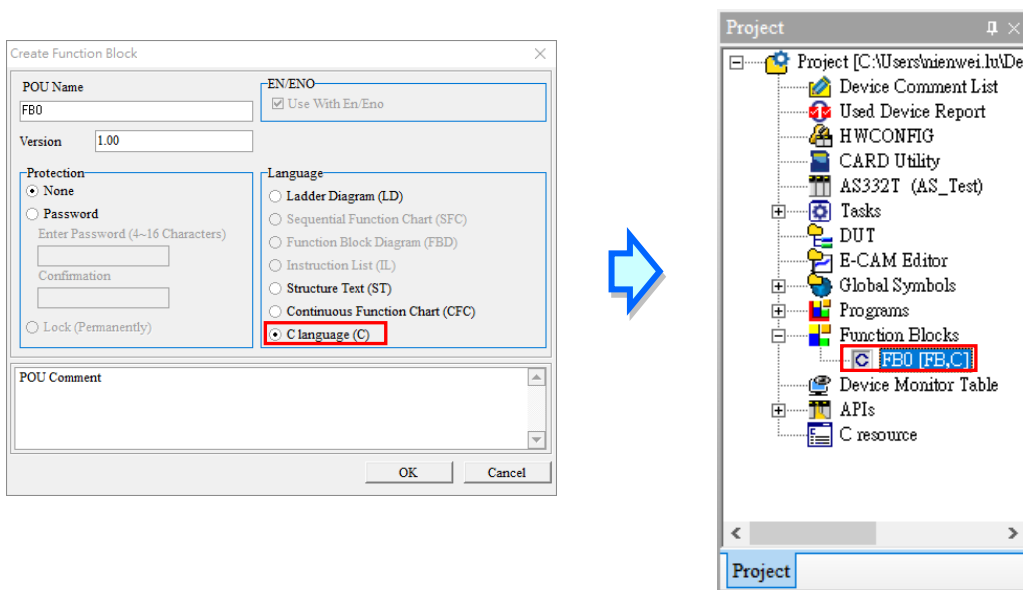 Create Function Block
POU Name
FB0
EN/ENO
Use With En/Eno
Version
1.00
Protection
None
Password
Enter Password (4~16 Characters)
Confirmation
Lock (Permanently)
Language
Ladder Diagram (LD)
Sequential Function Chart (SFC)
Function Block Diagram (FBD)
Instruction List (IL)
Structure Text (ST)
Continuous Function Chart (CFC)
C language (C)
POU Comment
OK
Cancel
Project
Project [C:\Users\nienwei.lu\De
Device Comment List
Used Device Report
HWCONFIG
CARD Utility
AS332T (AS_Test)
Tasks
DUT
E-CAM Editor
Global Symbols
Programs
Function Blocks
C FB0 [FB,C]
Device Monitor Table
APIs
C resource
Project